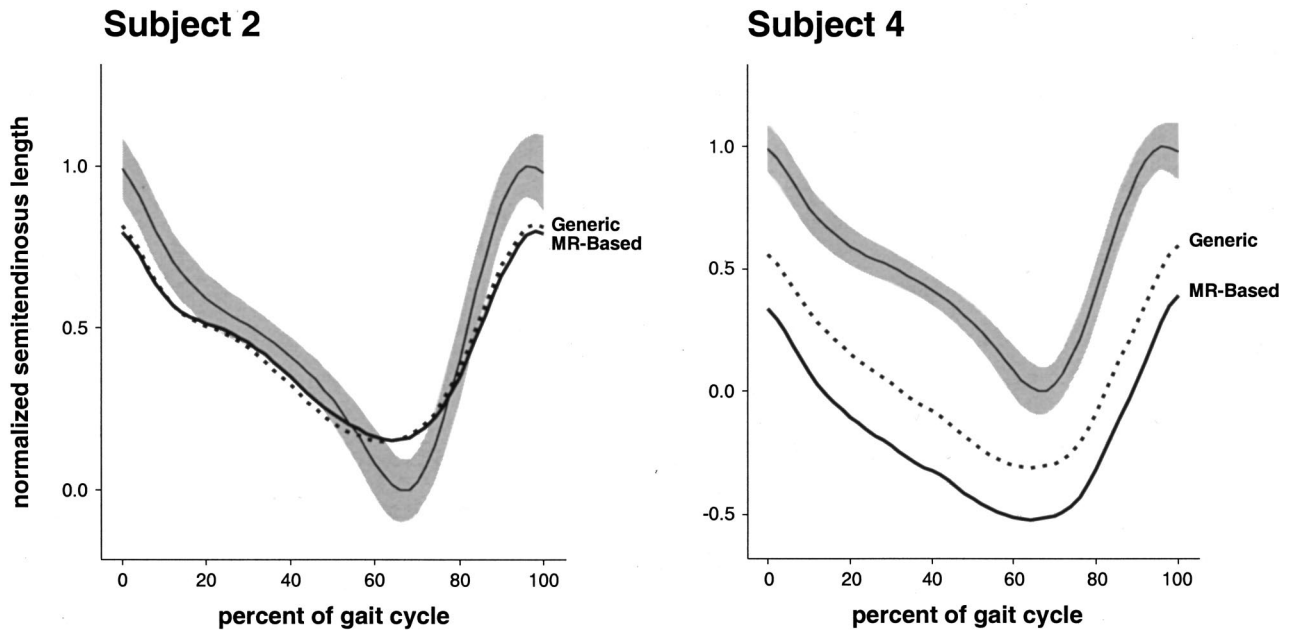 Subject 2
normalized semitendinosus length
1.0
0.5
0.0
Generic
MR-Based
0 20 40 60 80 100
percent of gait cycle
Subject 4
1.0
0.5
0.0
-0.5
Generic
MR-Based
0 20 40 60 80 100
percent of gait cycle